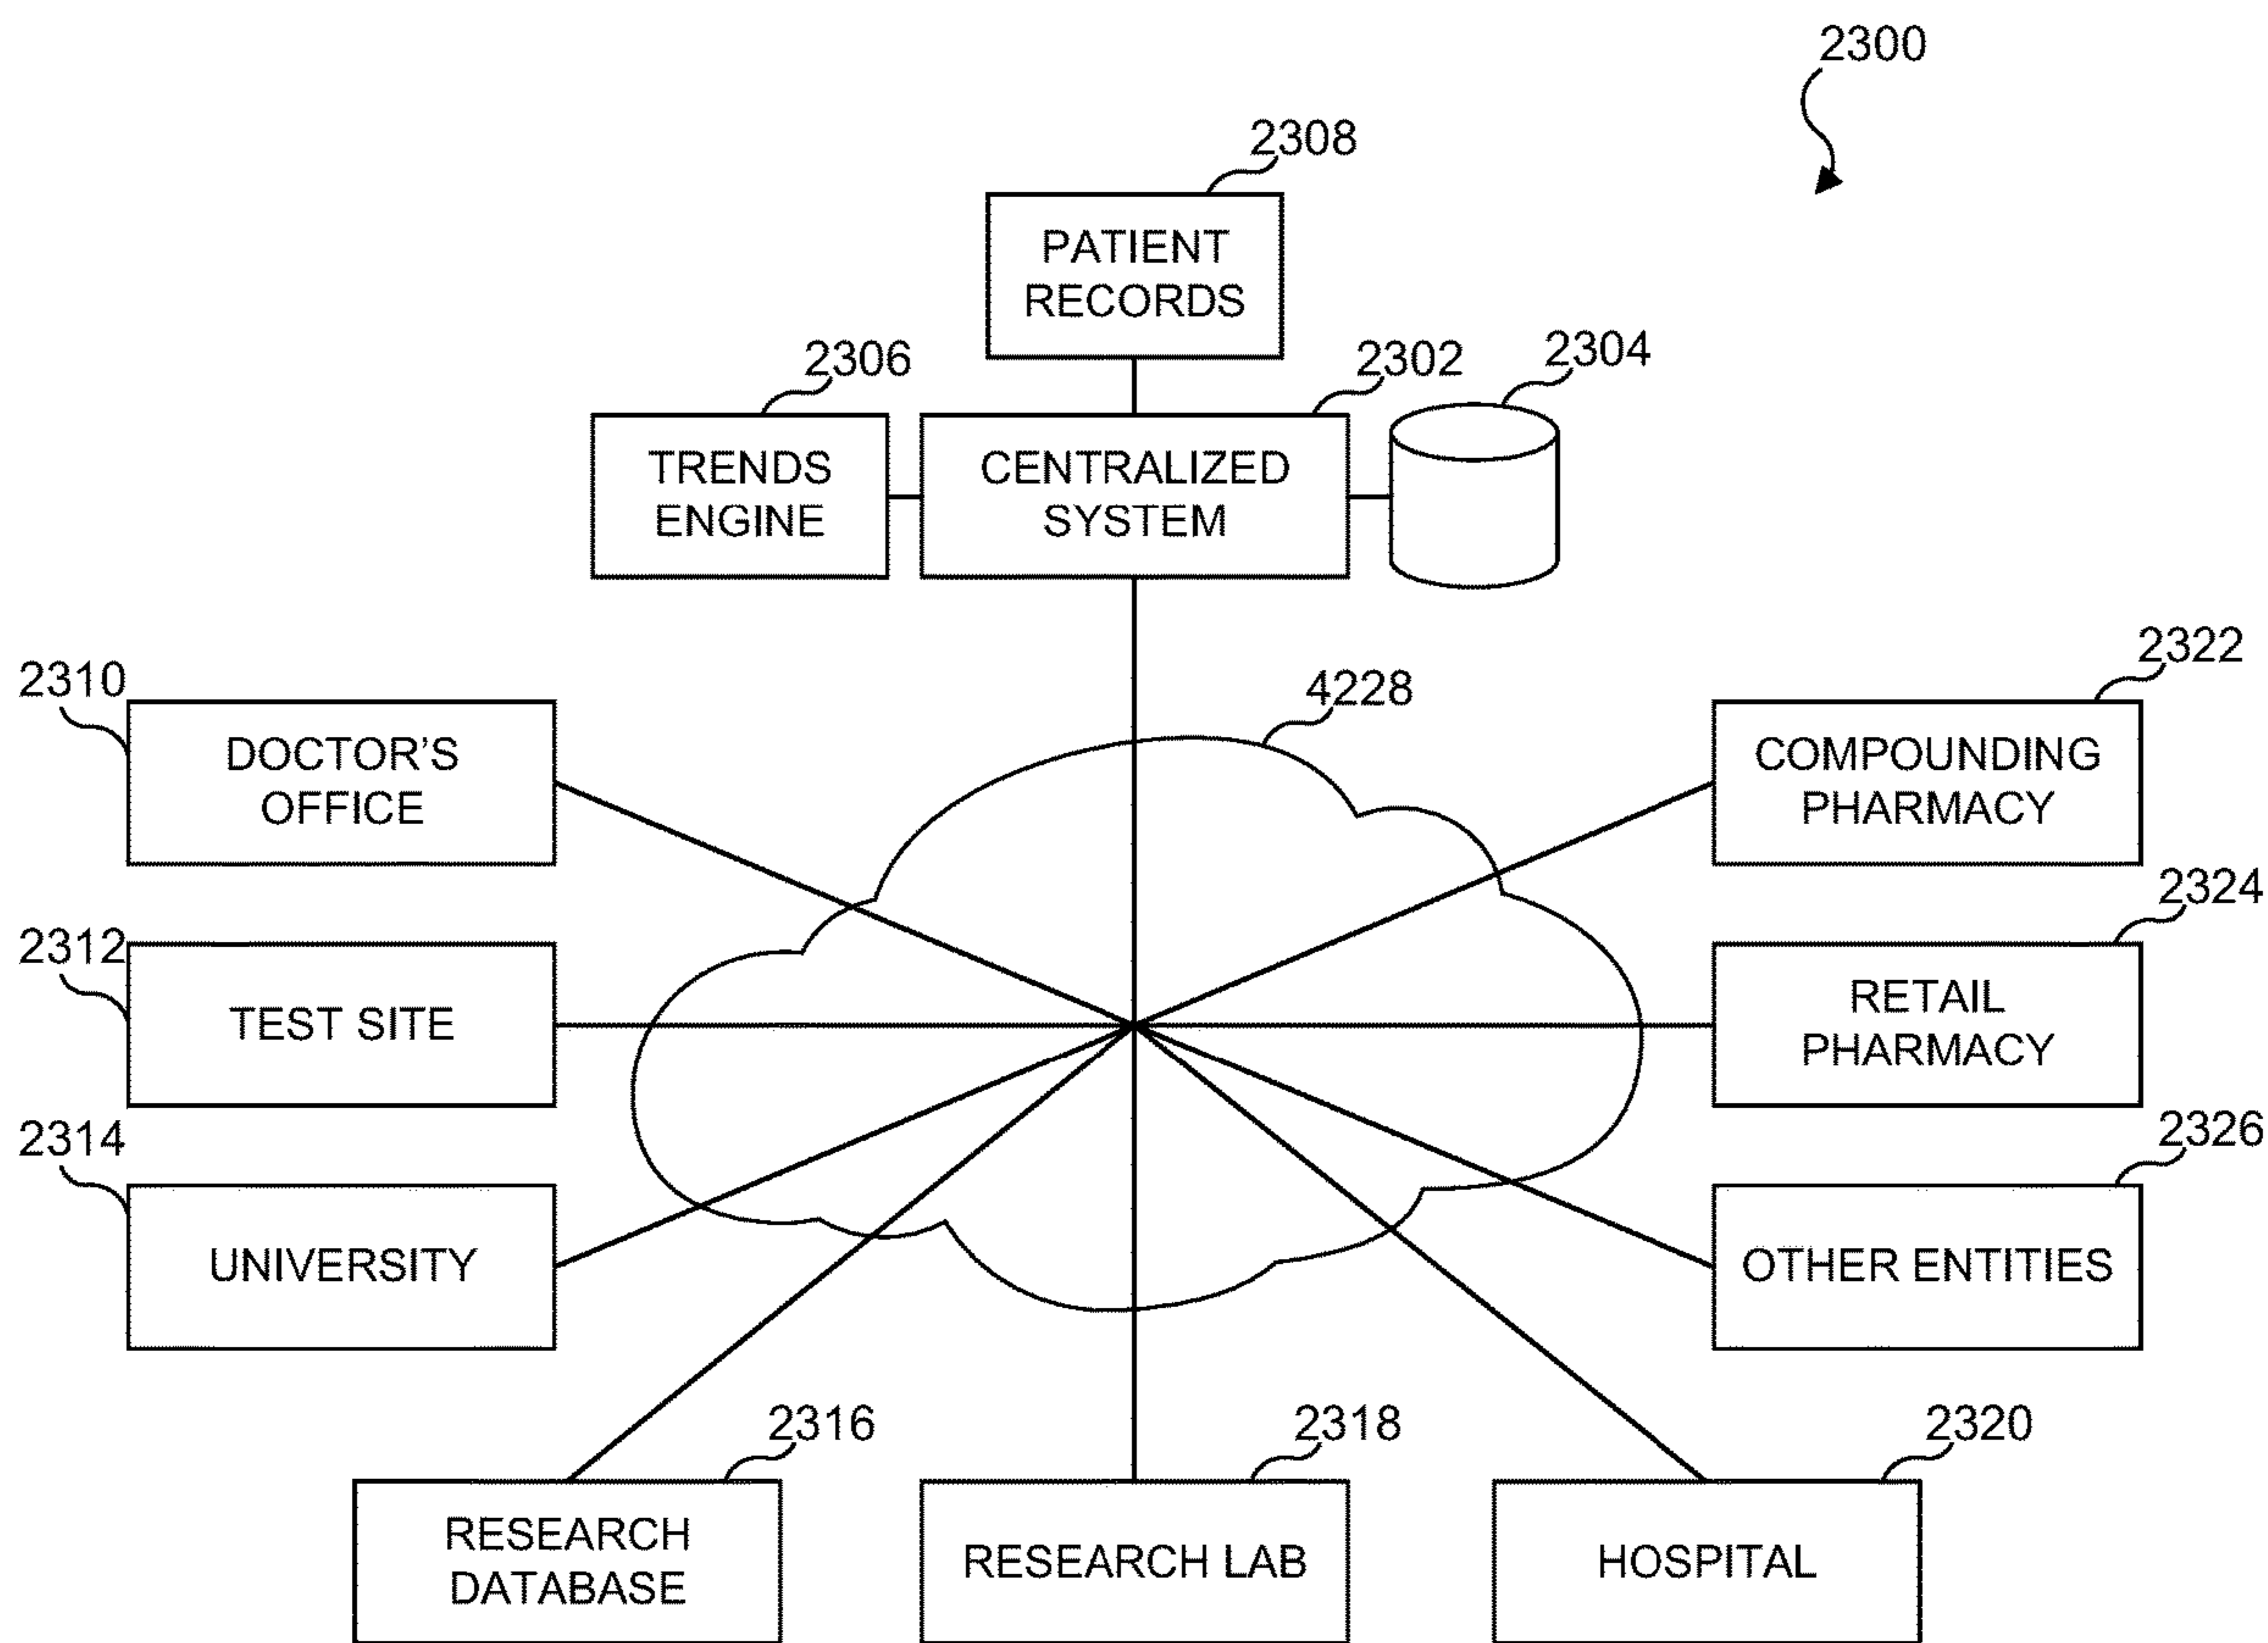 2300
2308
PATIENT
RECORDS
2306
2302
2304
TRENDS
ENGINE
CENTRALIZED
SYSTEM
2310
4228
2322
DOCTOR'S
OFFICE
COMPOUNDING
PHARMACY
2312
2324
TEST SITE
RETAIL
PHARMACY
2314
2326
UNIVERSITY
OTHER ENTITIES
2316
2318
2320
RESEARCH
DATABASE
RESEARCH LAB
HOSPITAL